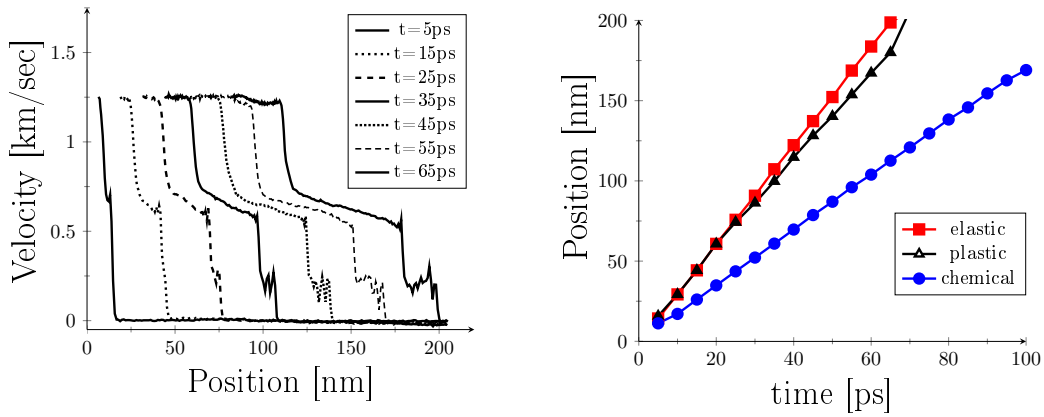 Velocity [km/sec]
1.5
1
0.5
0
0
50
100
150
200
Position [nm]
t=5ps
t=15ps
t=25ps
t=35ps
t=45ps
t=55ps
t=65ps
Position [nm]
200
150
100
50
0
0
20
40
60
80
100
time [ps]
elastic
plastic
chemical